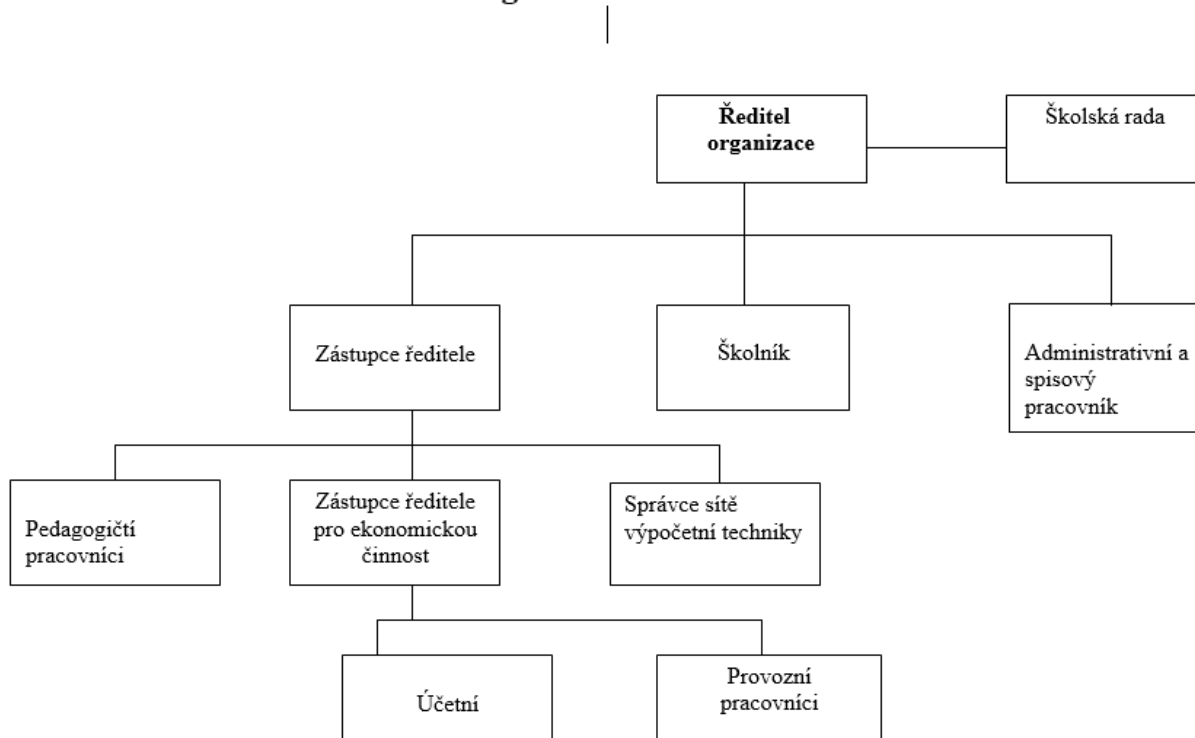 Ředitel
organizace
Školská rada
Zástupce ředitele
Školník
Administrativní a
spisový
pracovník
Pedagogičtí
pracovníci
Zástupce ředitele
pro ekonomickou
činnost
Správce sítě
výpočetní techniky
Účetní
Provozní
pracovníci